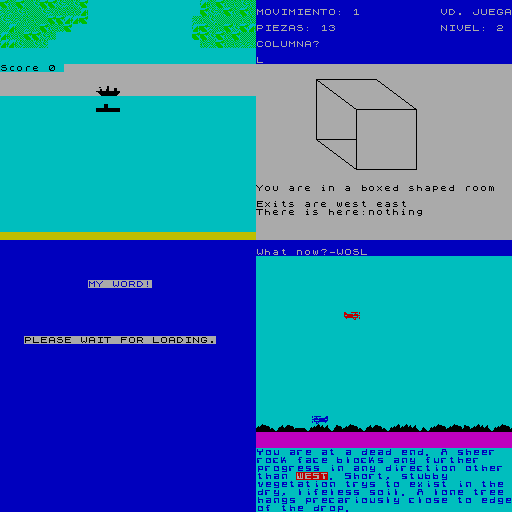 MOVIMIENTO: 1 VD. JUEGA
PIEZAS: 13 NIVEL: 2
COLUMNA?
L
Score 0
You are in a boxed shaped room
Exits are west east
There is here:nothing
What now?-WOSL
MY WORD!
PLEASE WAIT FOR LOADING.
You are at a dead end. A sheer
rock face blocks any further
progress in any direction other
than WEST. Short, stubby
vegetation trys to exist in the
dry, lifeless soil. A lone tree
hangs precariously close to edge
of the drop.